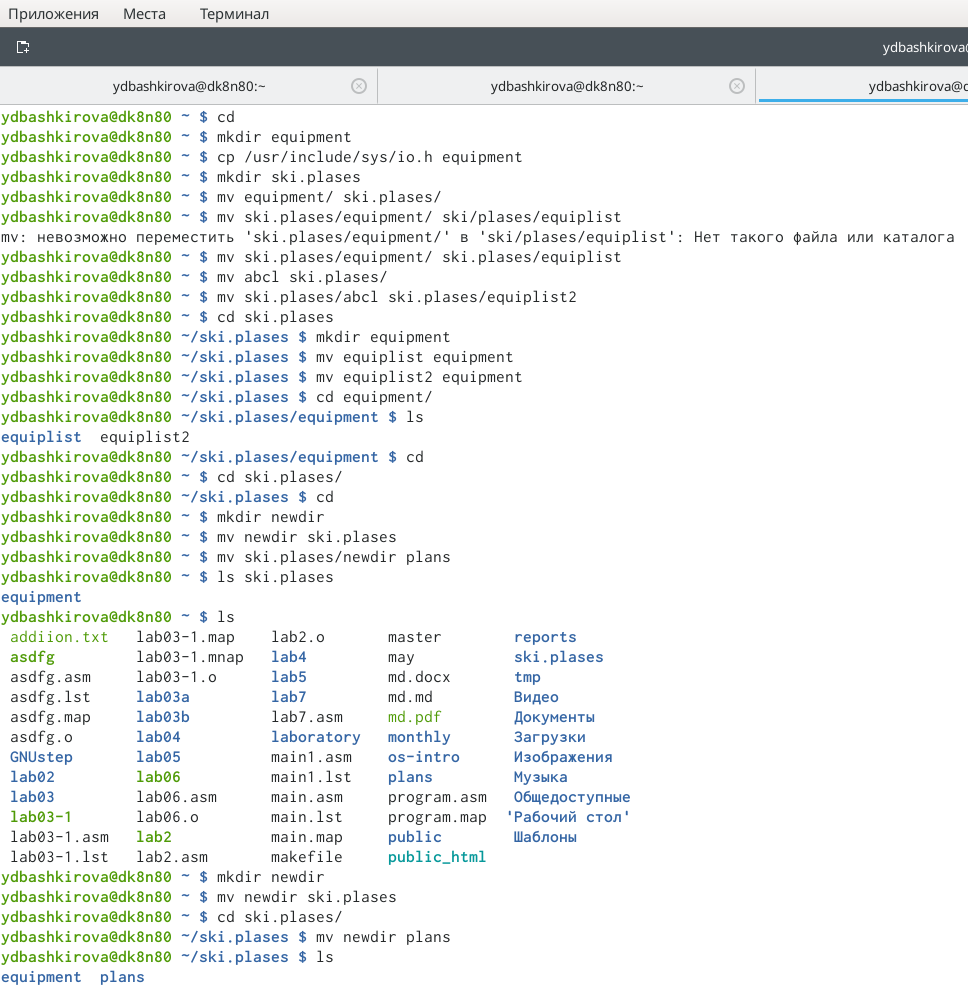 Приложения Места Терминал
ydbashkirova@
ydbashkirova@dk8n80:~ ydbashkirova@dk8n80:~ ydbashkirova@d
ydbashkirova@dk8n80 ~ $ cd
ydbashkirova@dk8n80 ~ $ mkdir equipment
ydbashkirova@dk8n80 ~ $ cp /usr/include/sys/io.h equipment
ydbashkirova@dk8n80 ~ $ mkdir ski.plases
ydbashkirova@dk8n80 ~ $ mv equipment/ ski.plases/
ydbashkirova@dk8n80 ~ $ mv ski.plases/equipment/ ski/plases/equiplist
mv: невозможно переместить 'ski.plases/equipment/' в 'ski/plases/equiplist': Нет такого файла или каталога
ydbashkirova@dk8n80 ~ $ mv ski.plases/equipment/ ski.plases/equiplist
ydbashkirova@dk8n80 ~ $ mv abcl ski.plases/
ydbashkirova@dk8n80 ~ $ mv ski.plases/abcl ski.plases/equiplist2
ydbashkirova@dk8n80 ~ $ cd ski.plases
ydbashkirova@dk8n80 ~/ski.plases $ mkdir equipment
ydbashkirova@dk8n80 ~/ski.plases $ mv equiplist equipment
ydbashkirova@dk8n80 ~/ski.plases $ mv equiplist2 equipment
ydbashkirova@dk8n80 ~/ski.plases $ cd equipment/
ydbashkirova@dk8n80 ~/ski.plases/equipment $ ls
equiplist equiplist2
ydbashkirova@dk8n80 ~/ski.plases/equipment $ cd
ydbashkirova@dk8n80 ~ $ cd ski.plases/
ydbashkirova@dk8n80 ~/ski.plases $ cd
ydbashkirova@dk8n80 ~ $ mkdir newdir
ydbashkirova@dk8n80 ~ $ mv newdir ski.plases
ydbashkirova@dk8n80 ~ $ mv ski.plases/newdir plans
ydbashkirova@dk8n80 ~ $ ls ski.plases
equipment
ydbashkirova@dk8n80 ~ $ ls
addiion.txt lab03-1.map lab2.o master reports
asdfg lab03-1.mnap lab4 may ski.plases
asdfg.asm lab03-1.o lab5 md.docx tmp
asdfg.lst lab03a lab7 md.md Видео
asdfg.map lab03b lab7.asm md.pdf Документы
asdfg.o lab04 laboratory monthly Загрузки
GNUstep lab05 main1.asm os-intro Изображения
lab02 lab06 main1.lst plans Музыка
lab03 lab06.asm main.asm program.asm Общедоступные
lab03-1 lab06.o main.lst program.map 'Рабочий стол'
lab03-1.asm lab2 main.map public Шаблоны
lab03-1.lst lab2.asm makefile public_html
ydbashkirova@dk8n80 ~ $ mkdir newdir
ydbashkirova@dk8n80 ~ $ mv newdir ski.plases
ydbashkirova@dk8n80 ~ $ cd ski.plases/
ydbashkirova@dk8n80 ~/ski.plases $ mv newdir plans
ydbashkirova@dk8n80 ~/ski.plases $ ls
equipment plans